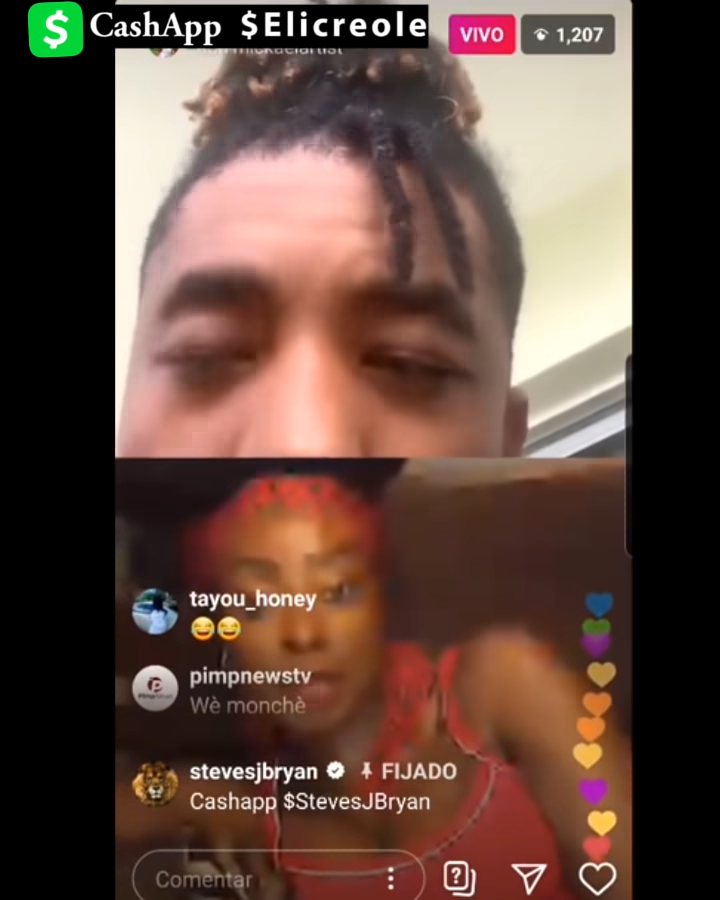 $ CashApp $Elicreole
VIVO 1,207
tayou_honey
😂😂
pimpnewstv
Wè monchè
stevesjbryan FIJADO
Cashapp $StevesJBryan
Comentar